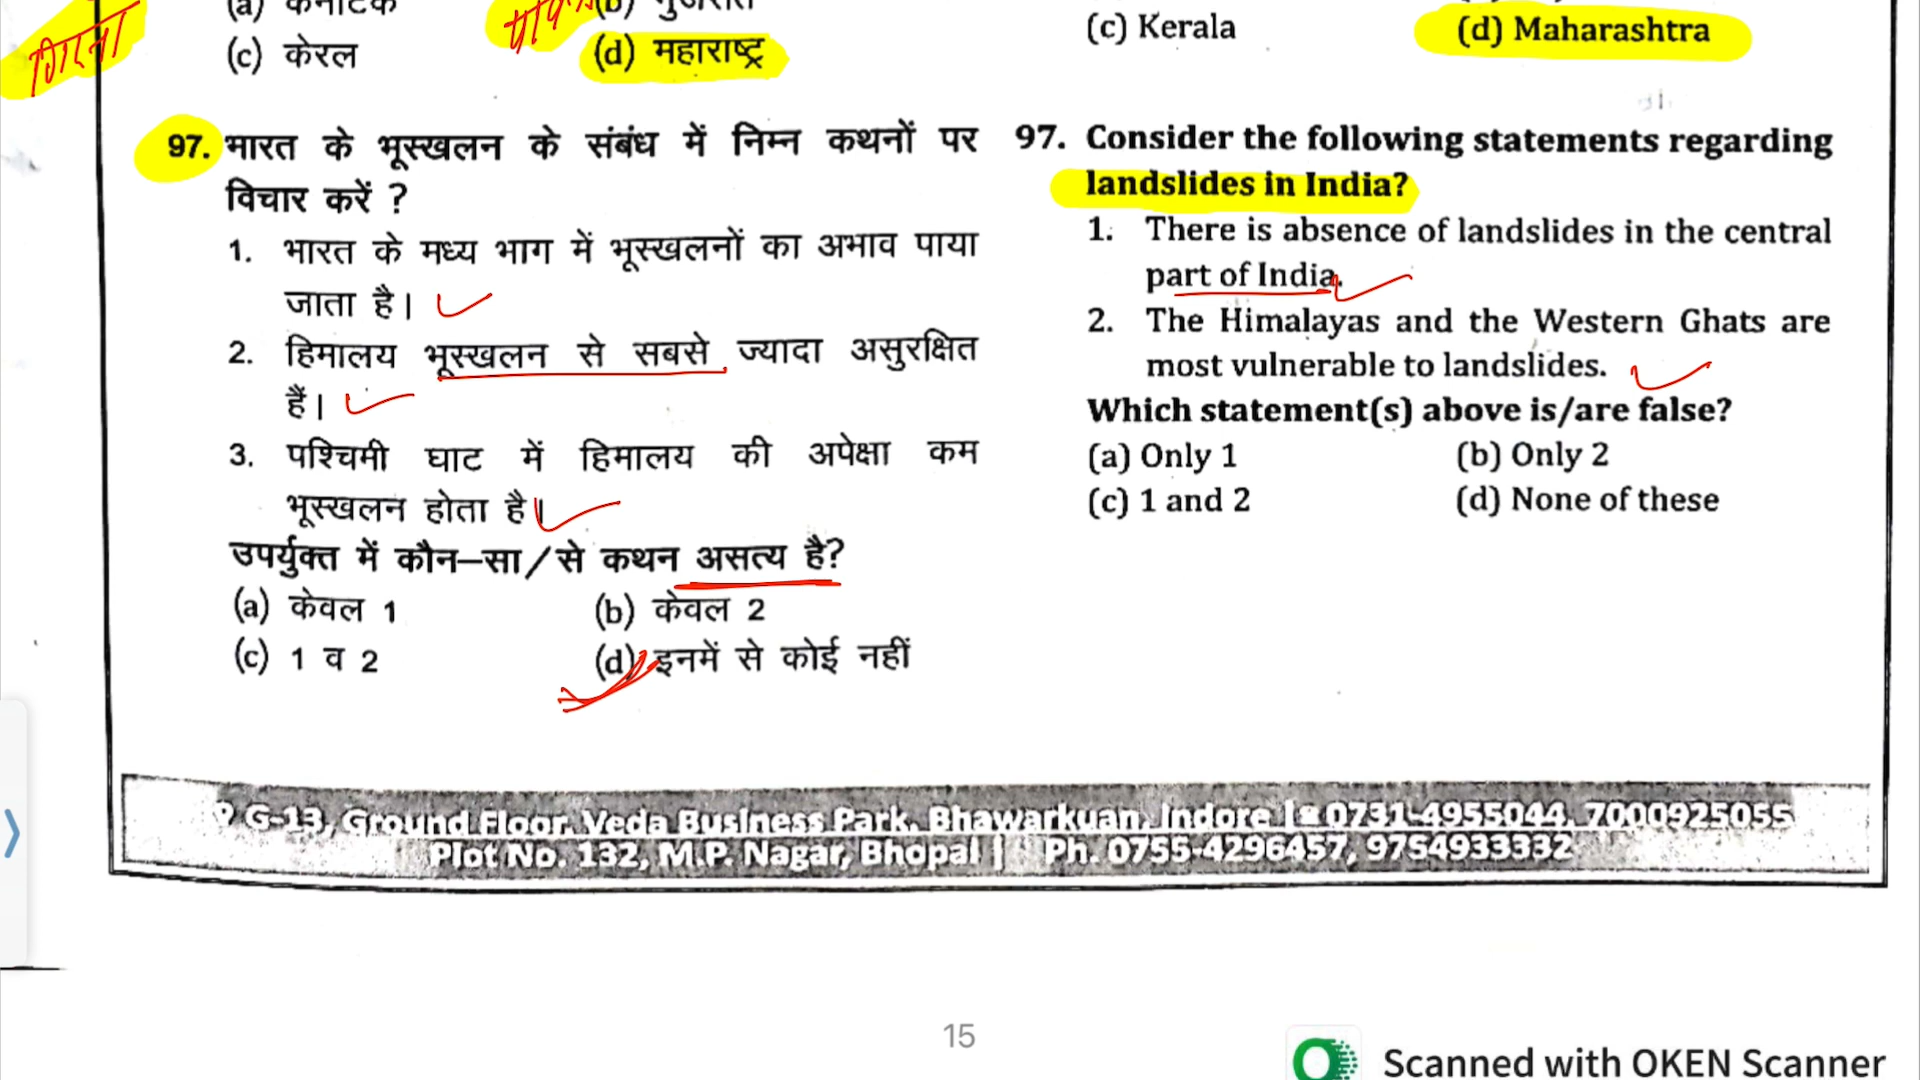 (a) कर्नाटक
(b) गुजरात
(c) केरल
(d) महाराष्ट्र
(c) Kerala
(d) Maharashtra
97. भारत के भूस्खलन के संबंध में निम्न कथनों पर
विचार करें ?
1. भारत के मध्य भाग में भूस्खलनों का अभाव पाया
जाता है।
2. हिमालय भूस्खलन से सबसे ज्यादा असुरक्षित
हैं।
3. पश्चिमी घाट में हिमालय की अपेक्षा कम
भूस्खलन होता है।
उपर्युक्त में कौन–सा/से कथन असत्य है?
(a) केवल 1
(b) केवल 2
(c) 1 व 2
(d) इनमें से कोई नहीं
97. Consider the following statements regarding
landslides in India?
1. There is absence of landslides in the central
part of India.
2. The Himalayas and the Western Ghats are
most vulnerable to landslides.
Which statement(s) above is/are false?
(a) Only 1
(b) Only 2
(c) 1 and 2
(d) None of these
G-13, Ground Floor, Veda Business Park, Bhawarkuan, Indore | 0731-4955044, 7000925055
Plot No. 132, M.P. Nagar, Bhopal | Ph. 0755-4296457, 9754933332
15
Scanned with OKEN Scanner